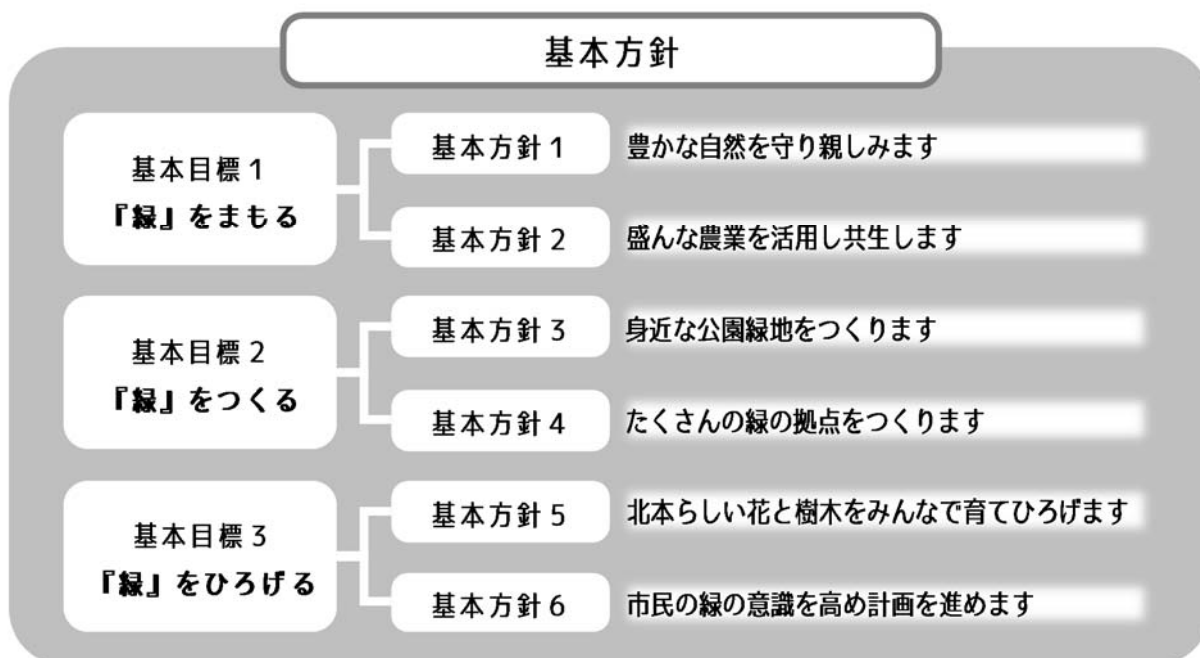 基本方針
基本目標1
『緑』をまもる
基本方針1
豊かな自然を守り親しみます
基本方針2
盛んな農業を活用し共生します
基本目標2
『緑』をつくる
基本方針3
身近な公園緑地をつくります
基本方針4
たくさんの緑の拠点をつくります
基本目標3
『緑』をひろげる
基本方針5
北本らしい花と樹木をみんなで育てひろげます
基本方針6
市民の緑の意識を高め計画を進めます